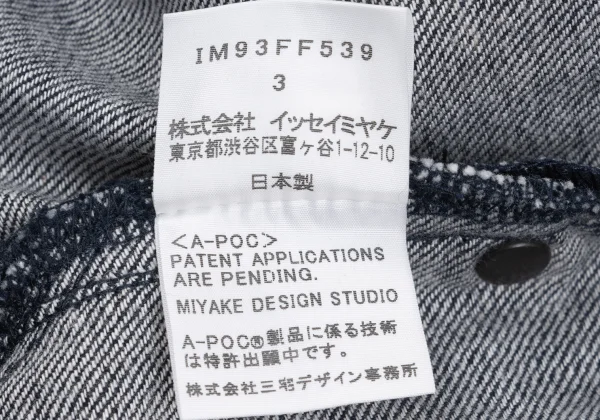 IM93FF539
3
株式会社 イッセイミヤケ
東京都渋谷区富ヶ谷1-12-10
日本製
<A-POC>
PATENT APPLICATIONS
ARE PENDING.
MIYAKE DESIGN STUDIO
A-POC®製品に係る技術
は特許出願中です。
株式会社三宅デザイン事務所